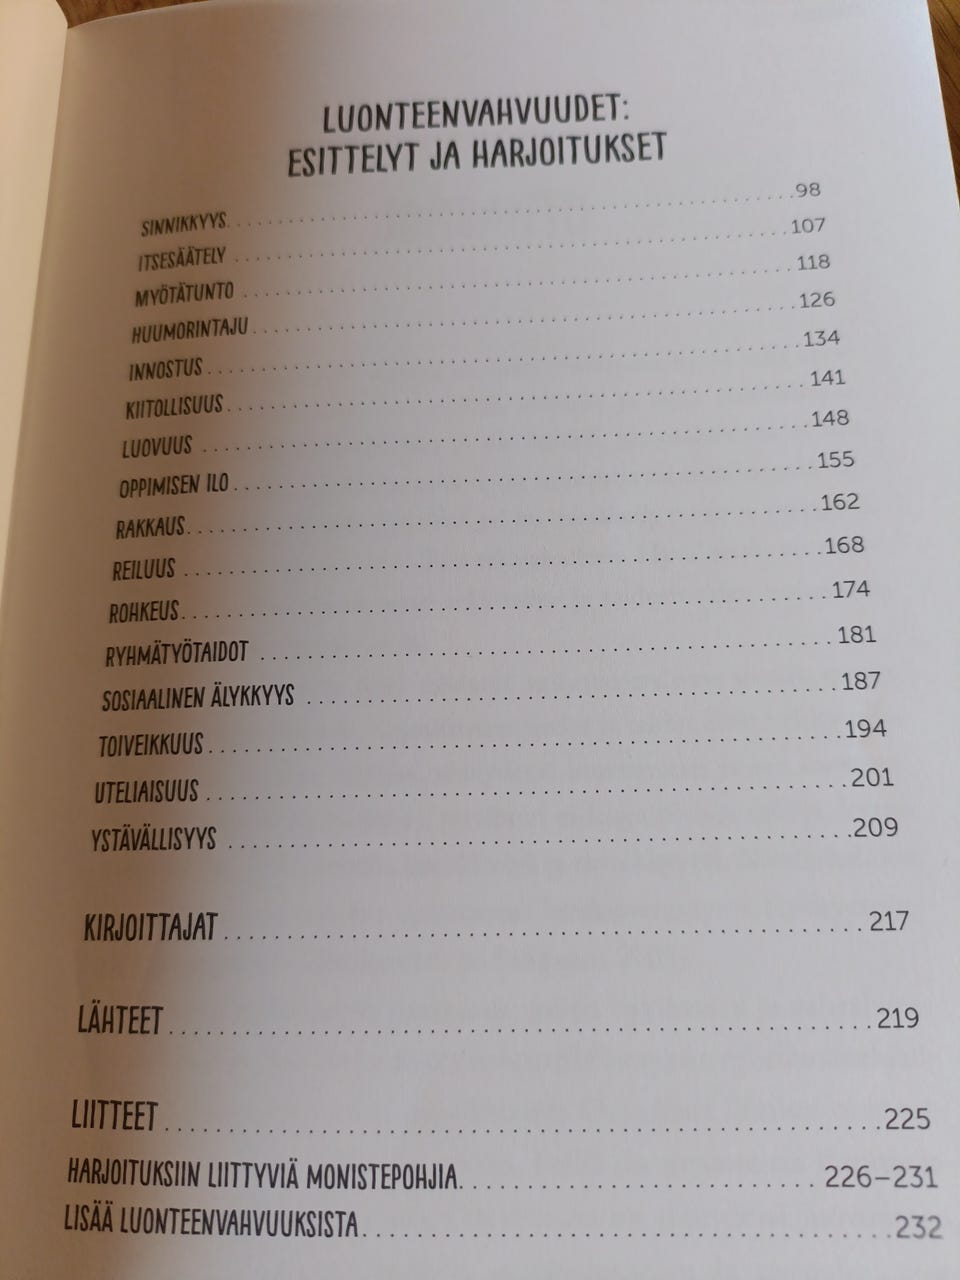 LUONTEENVAHVUUDET:
ESITTELYT JA HARJOITUKSET
SINNIKKYYS 98
ITSESÄÄTELY 107
MYÖTÄTUNTO 118
HUUMORINTAJU 126
INNOSTUS 134
KIITOLLISUUS 141
LUOVUUS 148
OPPIMISEN ILO 155
RAKKAUS 162
REILUUS 168
ROHKEUS 174
RYHMÄTYÖTAIDOT 181
SOSIAALINEN ÄLYKKYYS 187
TOIVEIKKUUS 194
UTELIAISUUS 201
YSTÄVÄLLISYYS 209
KIRJOITTAJAT 217
LÄHTEET 219
LIITTEET 225
HARJOITUKSIIN LIITTYVIÄ MONISTEPOHJIA 226–231
LISÄÄ LUONTEENVAHVUUKSISTA 232